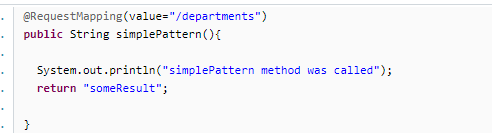 @RequestMapping(value="/departments")
public String simplePattern(){
System.out.println("simplePattern method was called");
return "someResult";
}